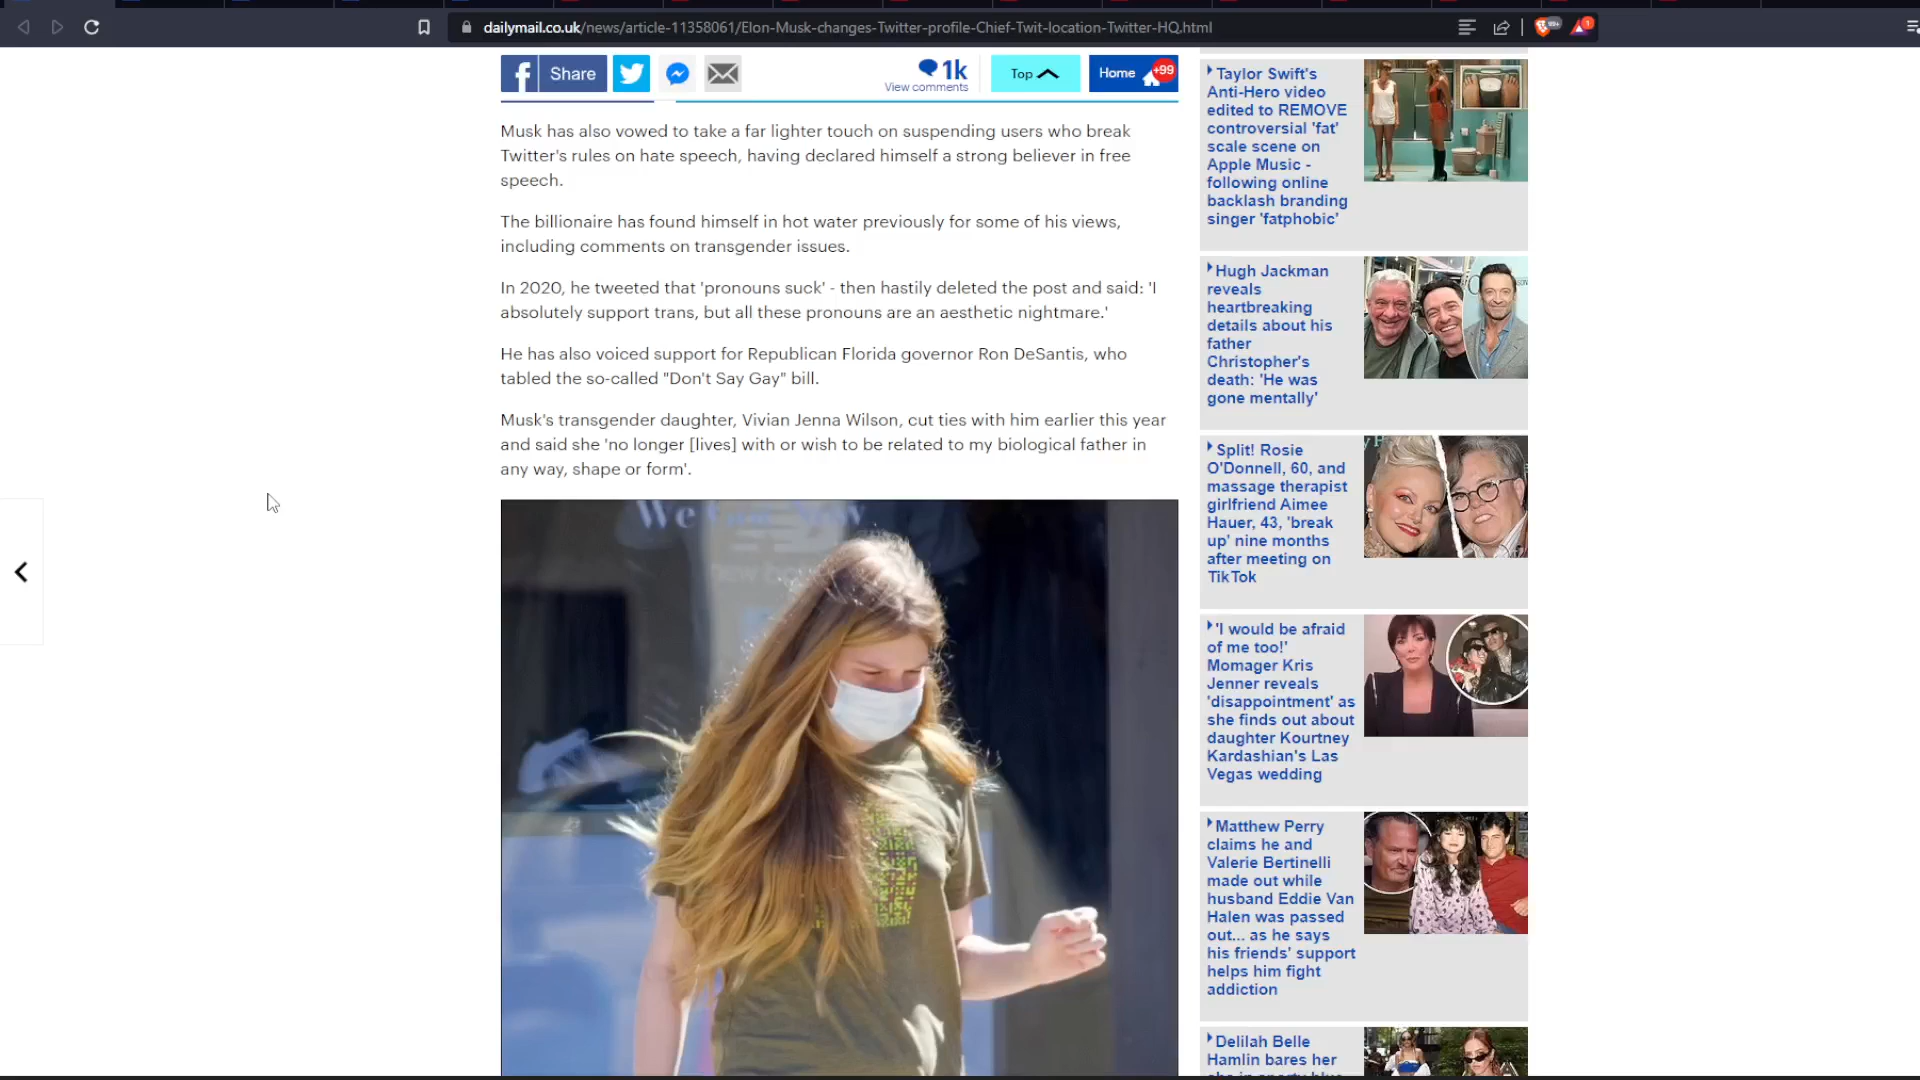 dailymail.co.uk/news/article-11358061/Elon-Musk-changes-Twitter-profile-Chief-Twit-location-Twitter-HQ.html
Share
1k
View comments
Top
Home
+99
Musk has also vowed to take a far lighter touch on suspending users who break
Twitter's rules on hate speech, having declared himself a strong believer in free
speech.
The billionaire has found himself in hot water previously for some of his views,
including comments on transgender issues.
In 2020, he tweeted that 'pronouns suck' - then hastily deleted the post and said: 'I
absolutely support trans, but all these pronouns are an aesthetic nightmare.'
He has also voiced support for Republican Florida governor Ron DeSantis, who
tabled the so-called "Don't Say Gay" bill.
Musk's transgender daughter, Vivian Jenna Wilson, cut ties with him earlier this year
and said she 'no longer [lives] with or wish to be related to my biological father in
any way, shape or form'.
Taylor Swift's
Anti-Hero video
edited to REMOVE
controversial 'fat'
scale scene on
Apple Music -
following online
backlash branding
singer 'fatphobic'
Hugh Jackman
reveals
heartbreaking
details about his
father
Christopher's
death: 'He was
gone mentally'
Split! Rosie
O'Donnell, 60, and
massage therapist
girlfriend Aimee
Hauer, 43, 'break
up' nine months
after meeting on
TikTok
'I would be afraid
of me too!'
Momager Kris
Jenner reveals
'disappointment' as
she finds out about
daughter Kourtney
Kardashian's Las
Vegas wedding
Matthew Perry
claims he and
Valerie Bertinelli
made out while
husband Eddie Van
Halen was passed
out... as he says
his friends' support
helps him fight
addiction
Delilah Belle
Hamlin bares her